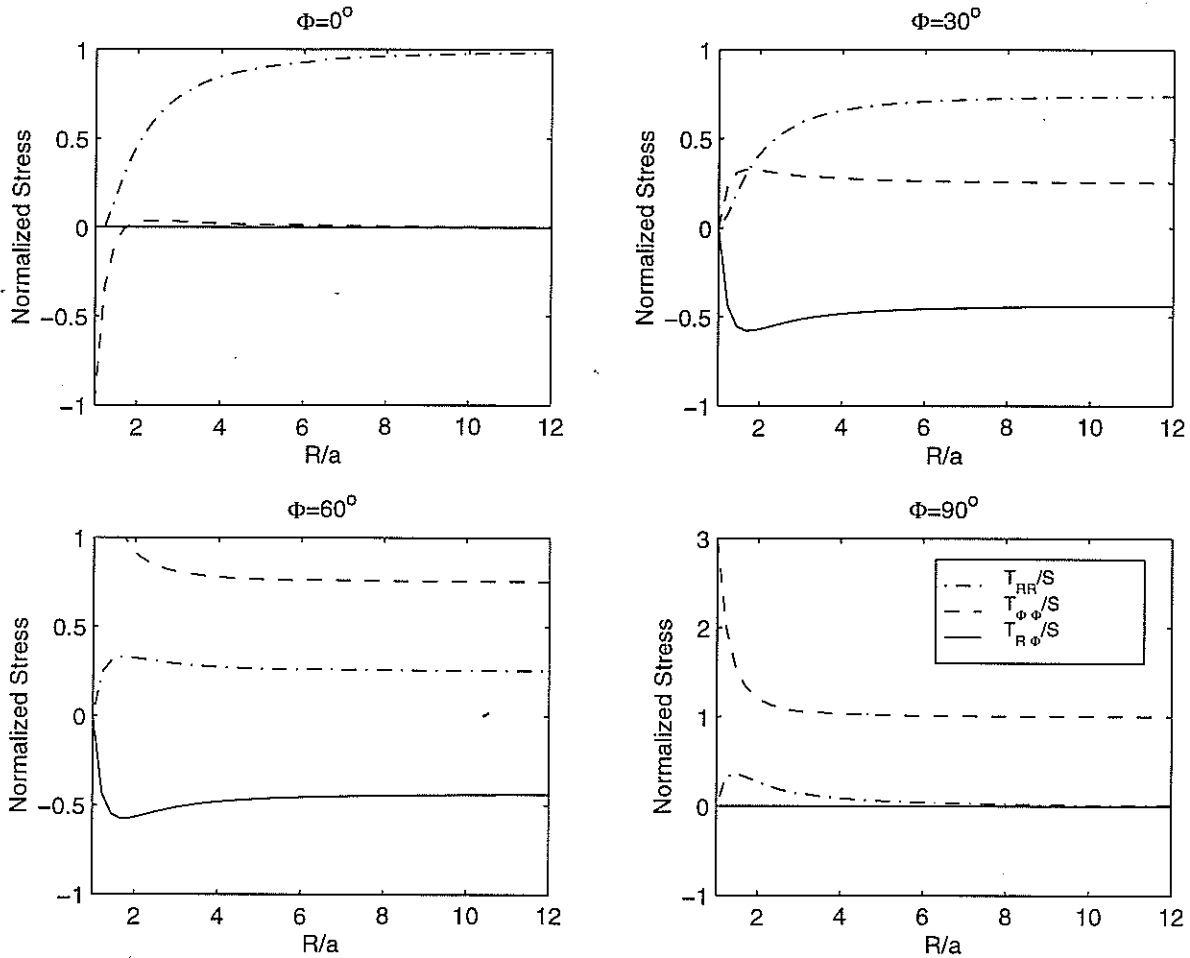 Φ=0°
Normalized Stress
1
0.5
0
−0.5
−1
2 4 6 8 10 12
R/a
Φ=30°
Normalized Stress
1
0.5
0
−0.5
−1
2 4 6 8 10 12
R/a
Φ=60°
Normalized Stress
1
0.5
0
−0.5
−1
2 4 6 8 10 12
R/a
Φ=90°
Normalized Stress
3
2
1
0
−1
2 4 6 8 10 12
R/a
T_RR/S
T_ΦΦ/S
T_RΦ/S